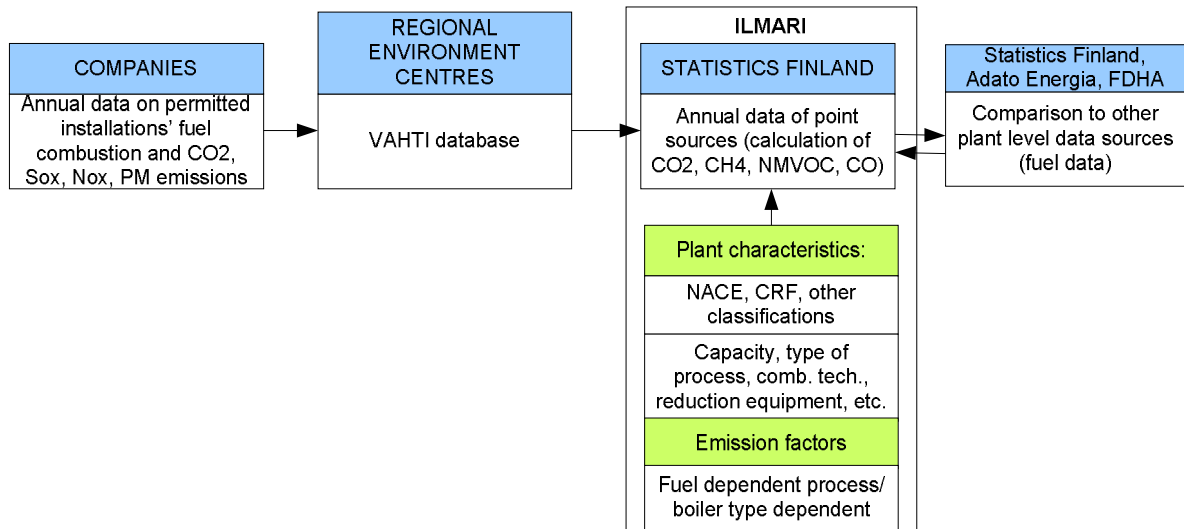 COMPANIES
Annual data on permitted
installations’ fuel
combustion and CO2,
Sox, Nox, PM emissions
REGIONAL
ENVIRONMENT
CENTRES
VAHTI database
ILMARI
STATISTICS FINLAND
Annual data of point
sources (calculation of
CO2, CH4, NMVOC, CO)
Statistics Finland,
Adato Energia, FDHA
Comparison to other
plant level data sources
(fuel data)
Plant characteristics:
NACE, CRF, other
classifications
Capacity, type of
process, comb. tech.,
reduction equipment, etc.
Emission factors
Fuel dependent process/
boiler type dependent